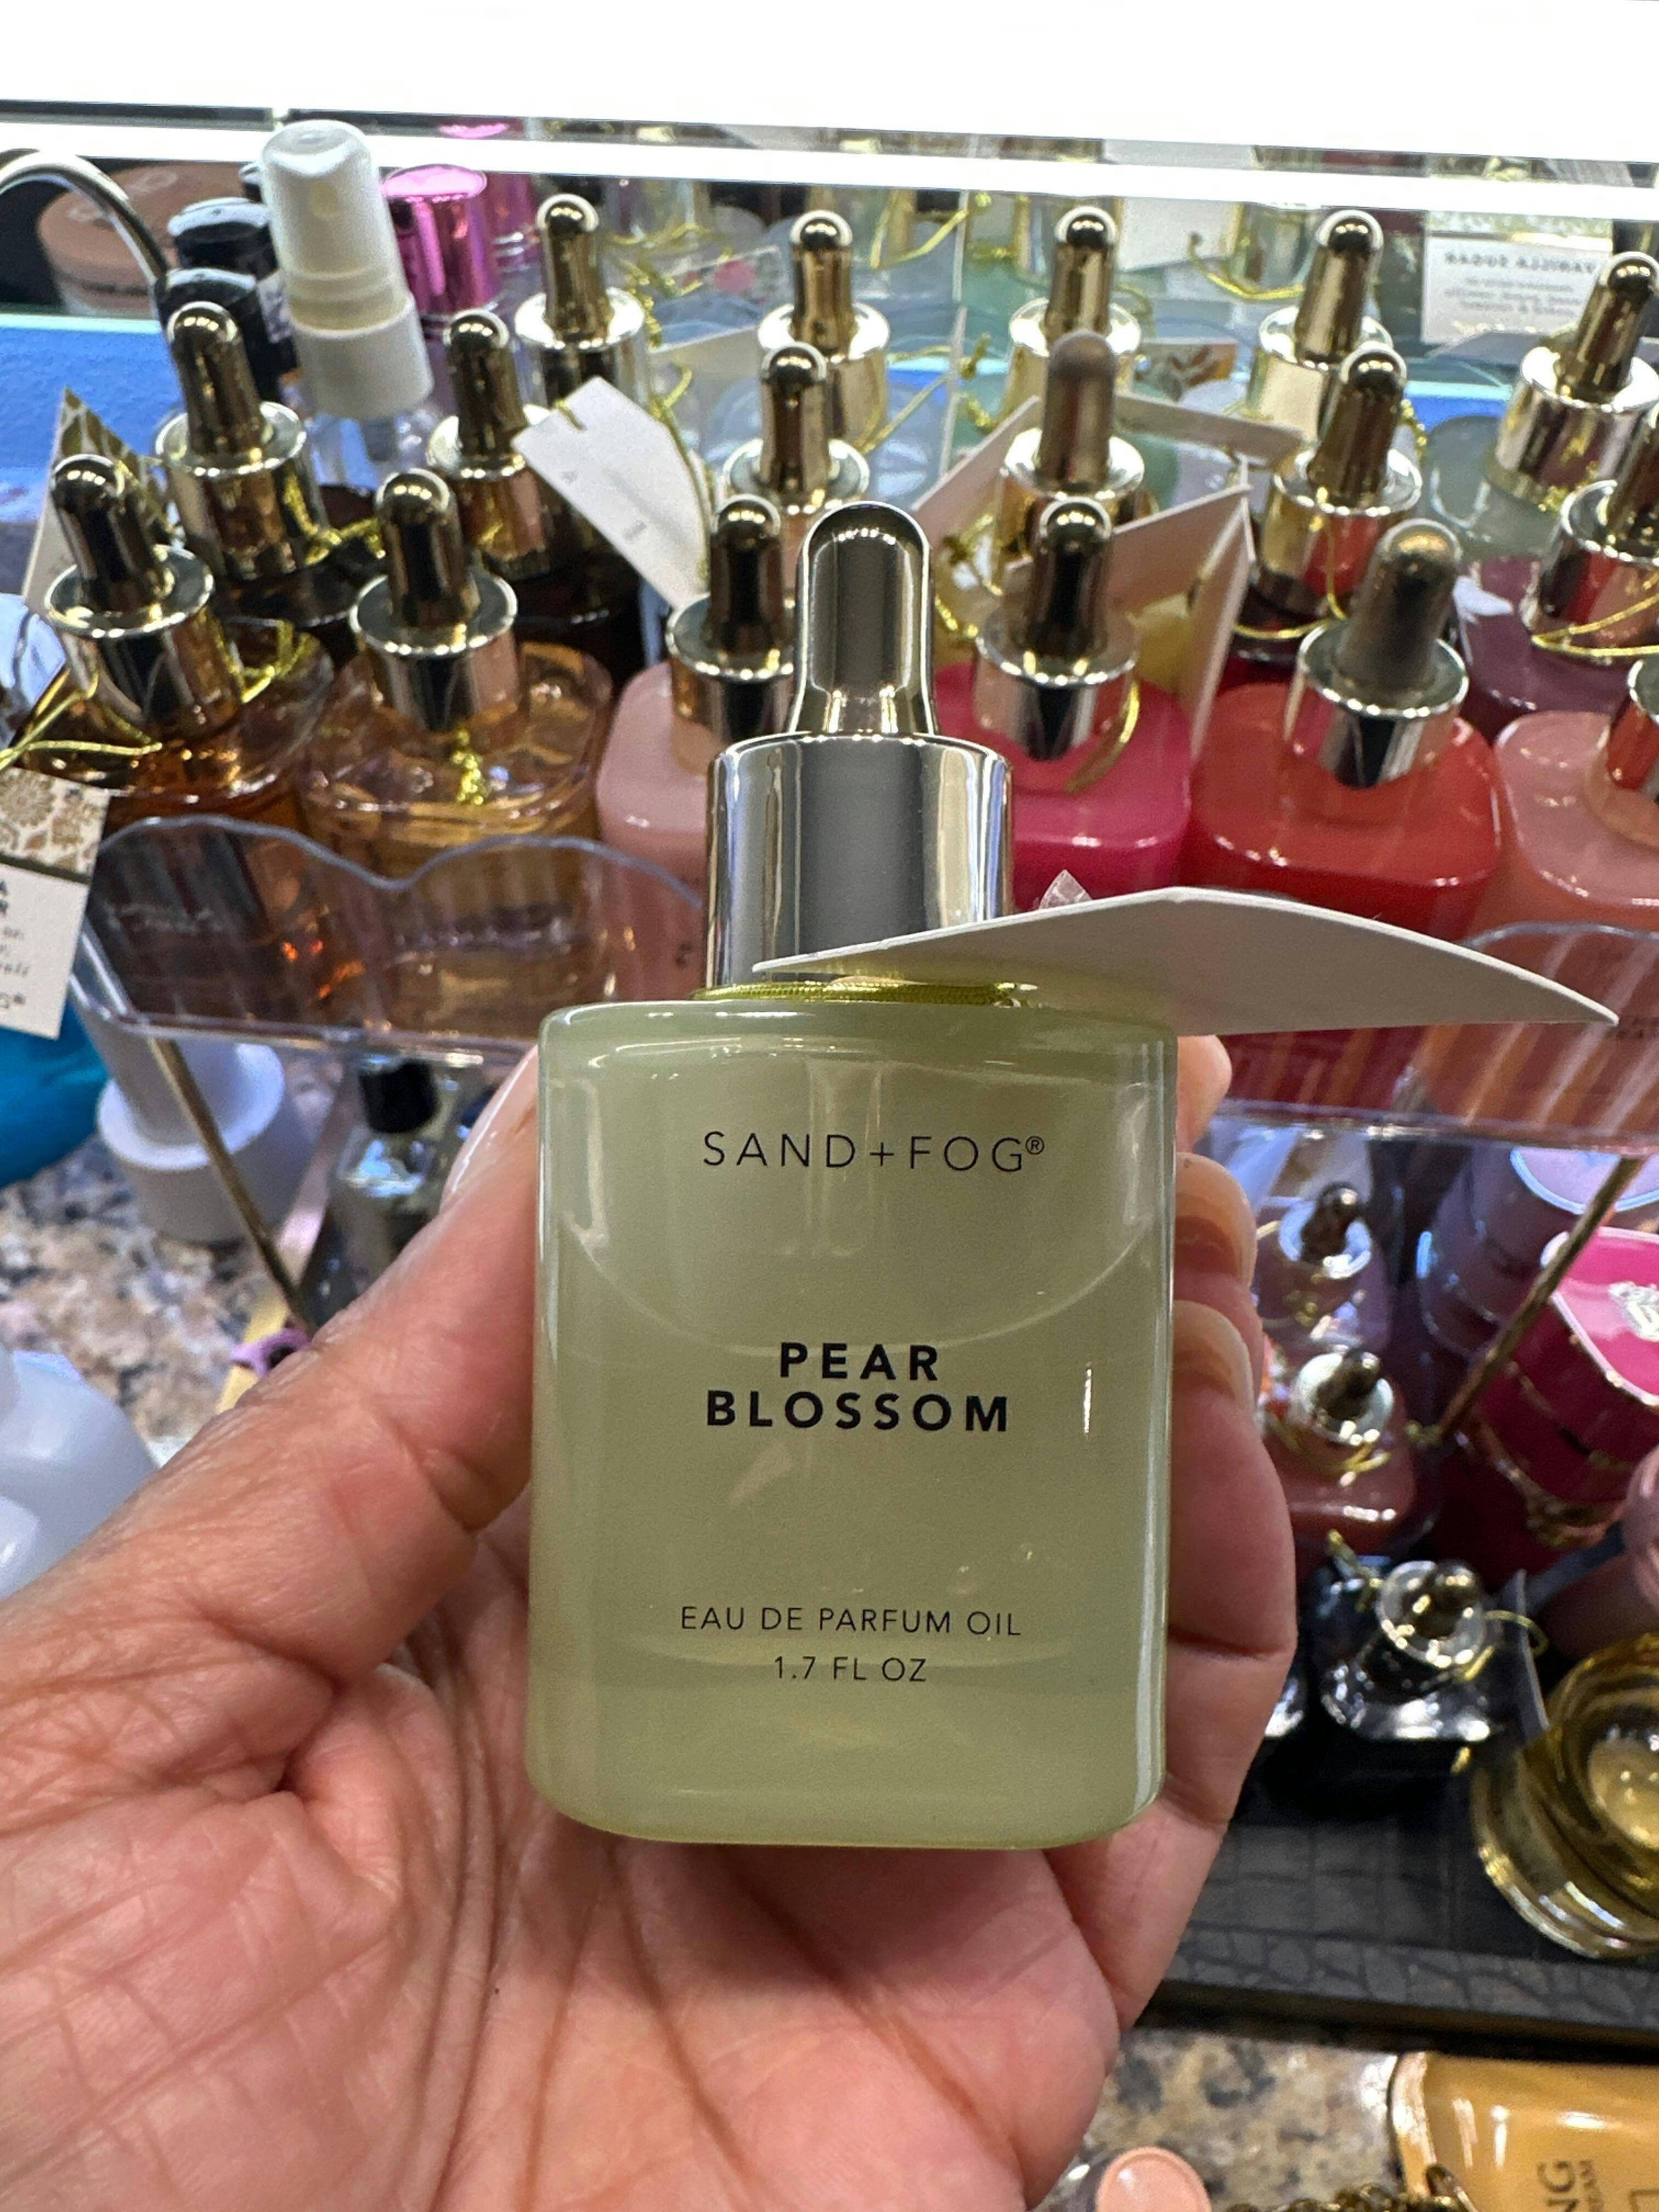 SAND+FOG®
PEAR
BLOSSOM
EAU DE PARFUM OIL
1.7 FL OZ